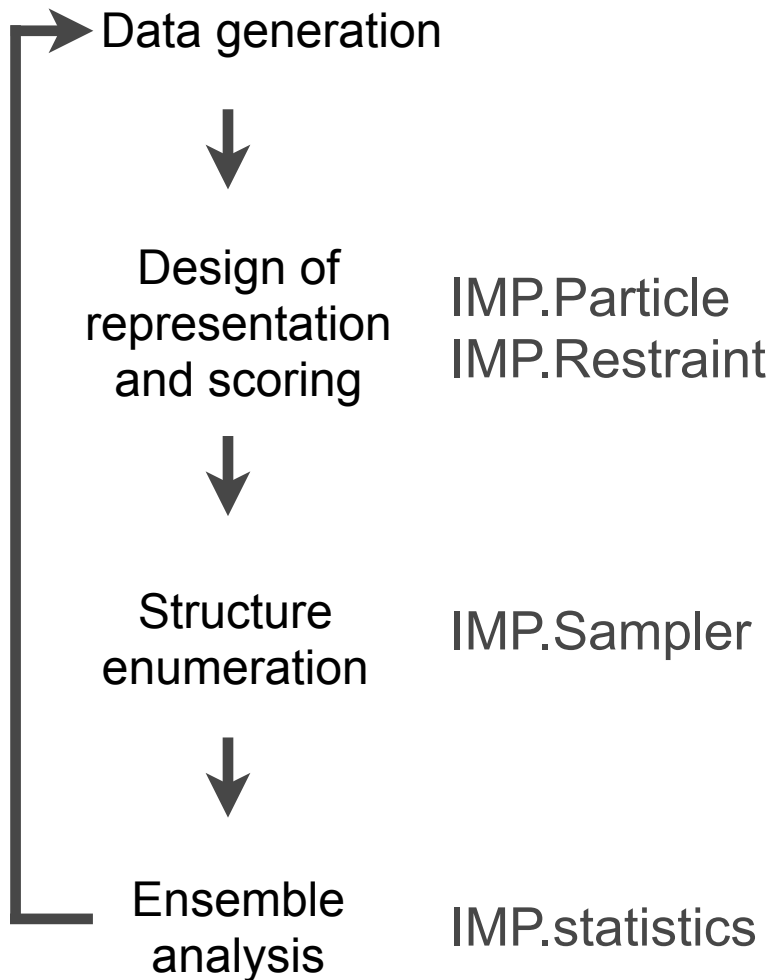 Data generation
Design of
representation
and scoring
IMP.Particle
IMP.Restraint
Structure
enumeration
IMP.Sampler
Ensemble
analysis
IMP.statistics